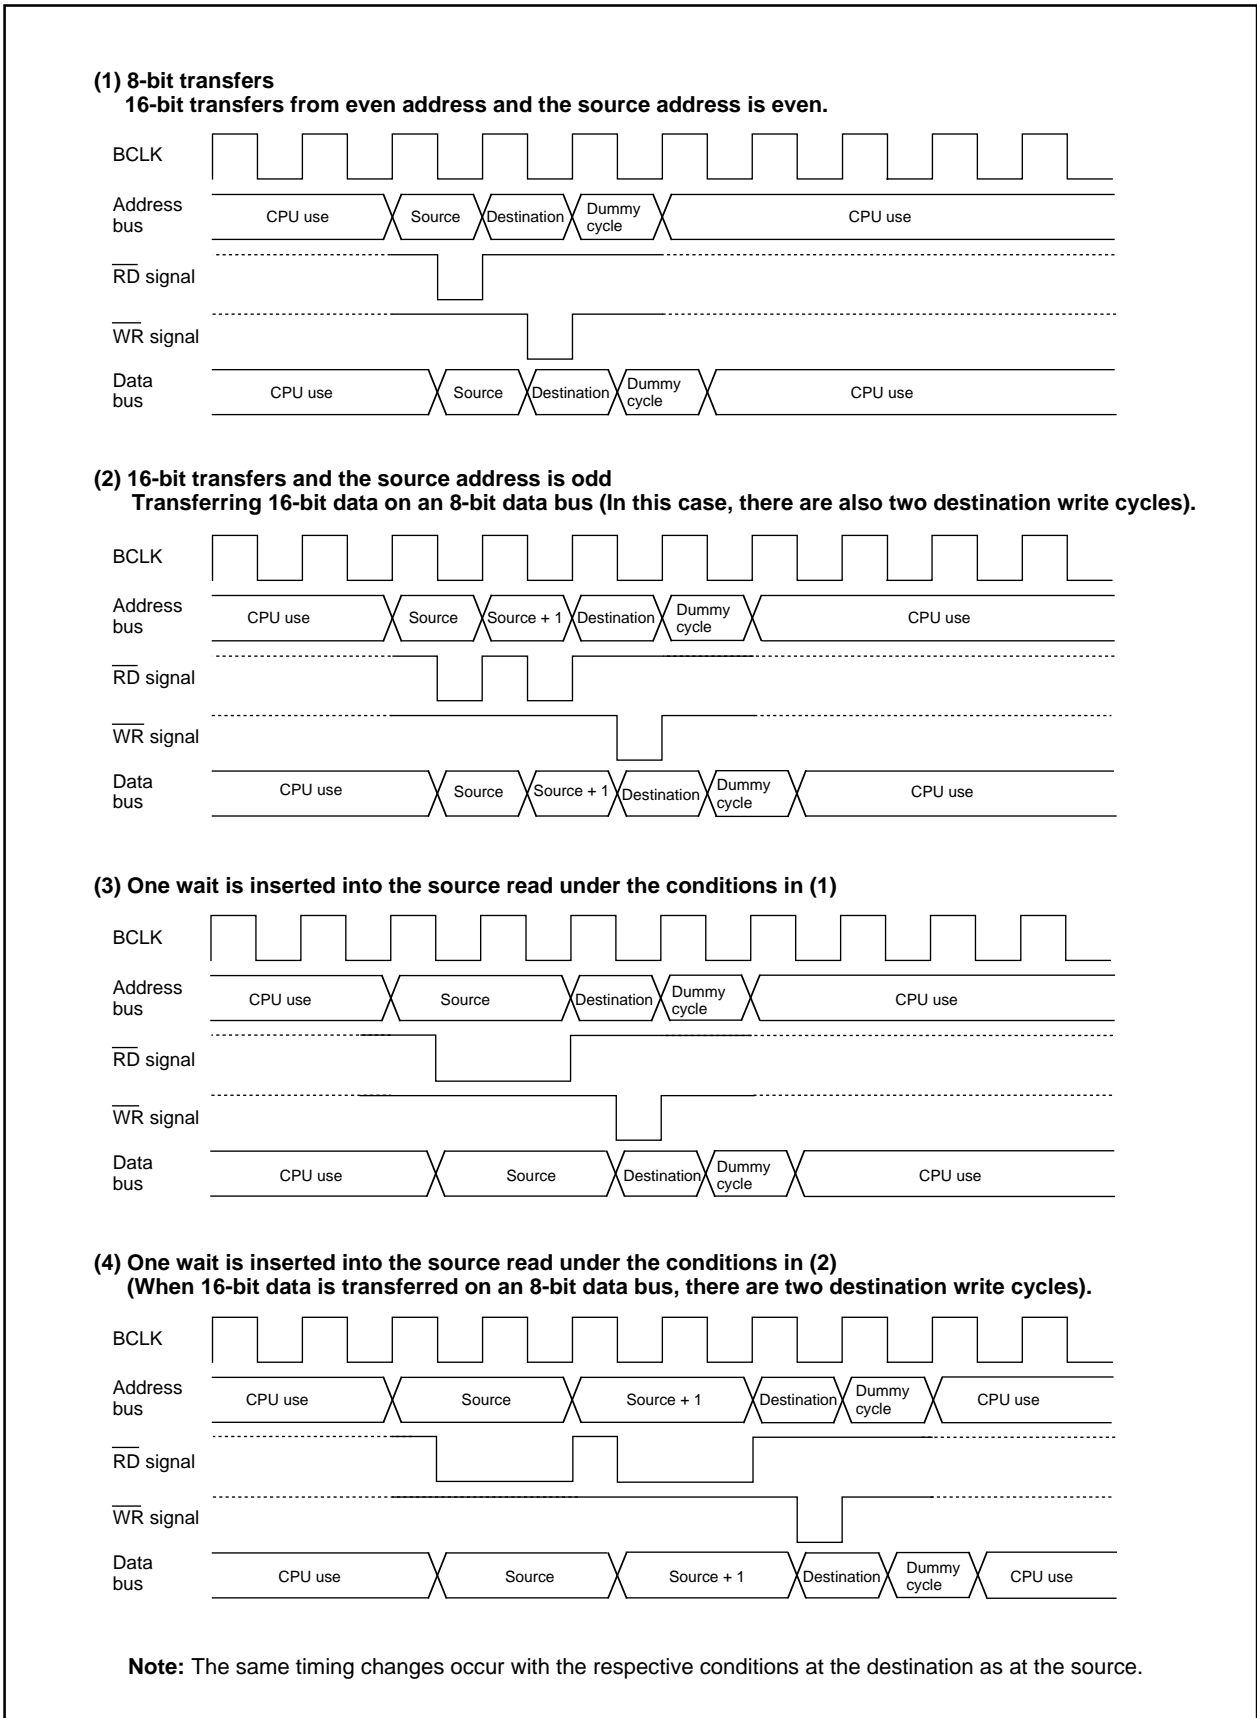 (1) 8-bit transfers
16-bit transfers from even address and the source address is even.
BCLK
Address
bus
CPU use
Source
Destination
Dummy
cycle
CPU use
RD signal
WR signal
Data
bus
CPU use
Source
Destination
Dummy
cycle
CPU use
(2) 16-bit transfers and the source address is odd
Transferring 16-bit data on an 8-bit data bus (In this case, there are also two destination write cycles).
BCLK
Address
bus
CPU use
Source
Source + 1
Destination
Dummy
cycle
CPU use
RD signal
WR signal
Data
bus
CPU use
Source
Source + 1
Destination
Dummy
cycle
CPU use
(3) One wait is inserted into the source read under the conditions in (1)
BCLK
Address
bus
CPU use
Source
Destination
Dummy
cycle
CPU use
RD signal
WR signal
Data
bus
CPU use
Source
Destination
Dummy
cycle
CPU use
(4) One wait is inserted into the source read under the conditions in (2)
(When 16-bit data is transferred on an 8-bit data bus, there are two destination write cycles).
BCLK
Address
bus
CPU use
Source
Source + 1
Destination
Dummy
cycle
CPU use
RD signal
WR signal
Data
bus
CPU use
Source
Source + 1
Destination
Dummy
cycle
CPU use
Note: The same timing changes occur with the respective conditions at the destination as at the source.